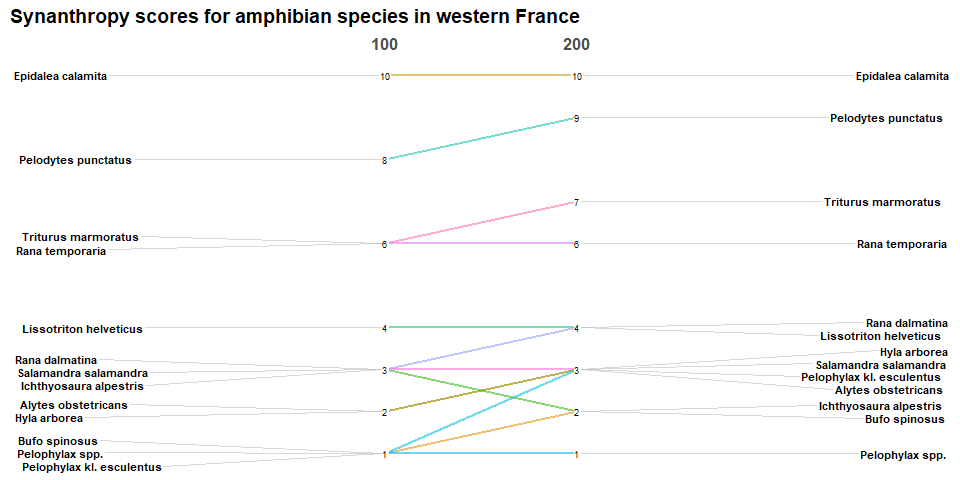 Synanthropy scores for amphibian species in western France
100 200
Epidalea calamita 10 10 Epidalea calamita
9 Pelodytes punctatus
Pelodytes punctatus 8
7 Triturus marmoratus
Triturus marmoratus
6 6 Rana temporaria
Rana temporaria
Rana dalmatina
Lissotriton helveticus 4 4
Lissotriton helveticus
Hyla arborea
Rana dalmatina
Salamandra salamandra
Salamandra salamandra 3 3
Pelophylax kl. esculentus
Ichthyosaura alpestris
Alytes obstetricans
Alytes obstetricans
Ichthyosaura alpestris
2 2
Hyla arborea
Bufo spinosus
Bufo spinosus
Pelophylax spp. 1 1 Pelophylax spp.
Pelophylax kl. esculentus